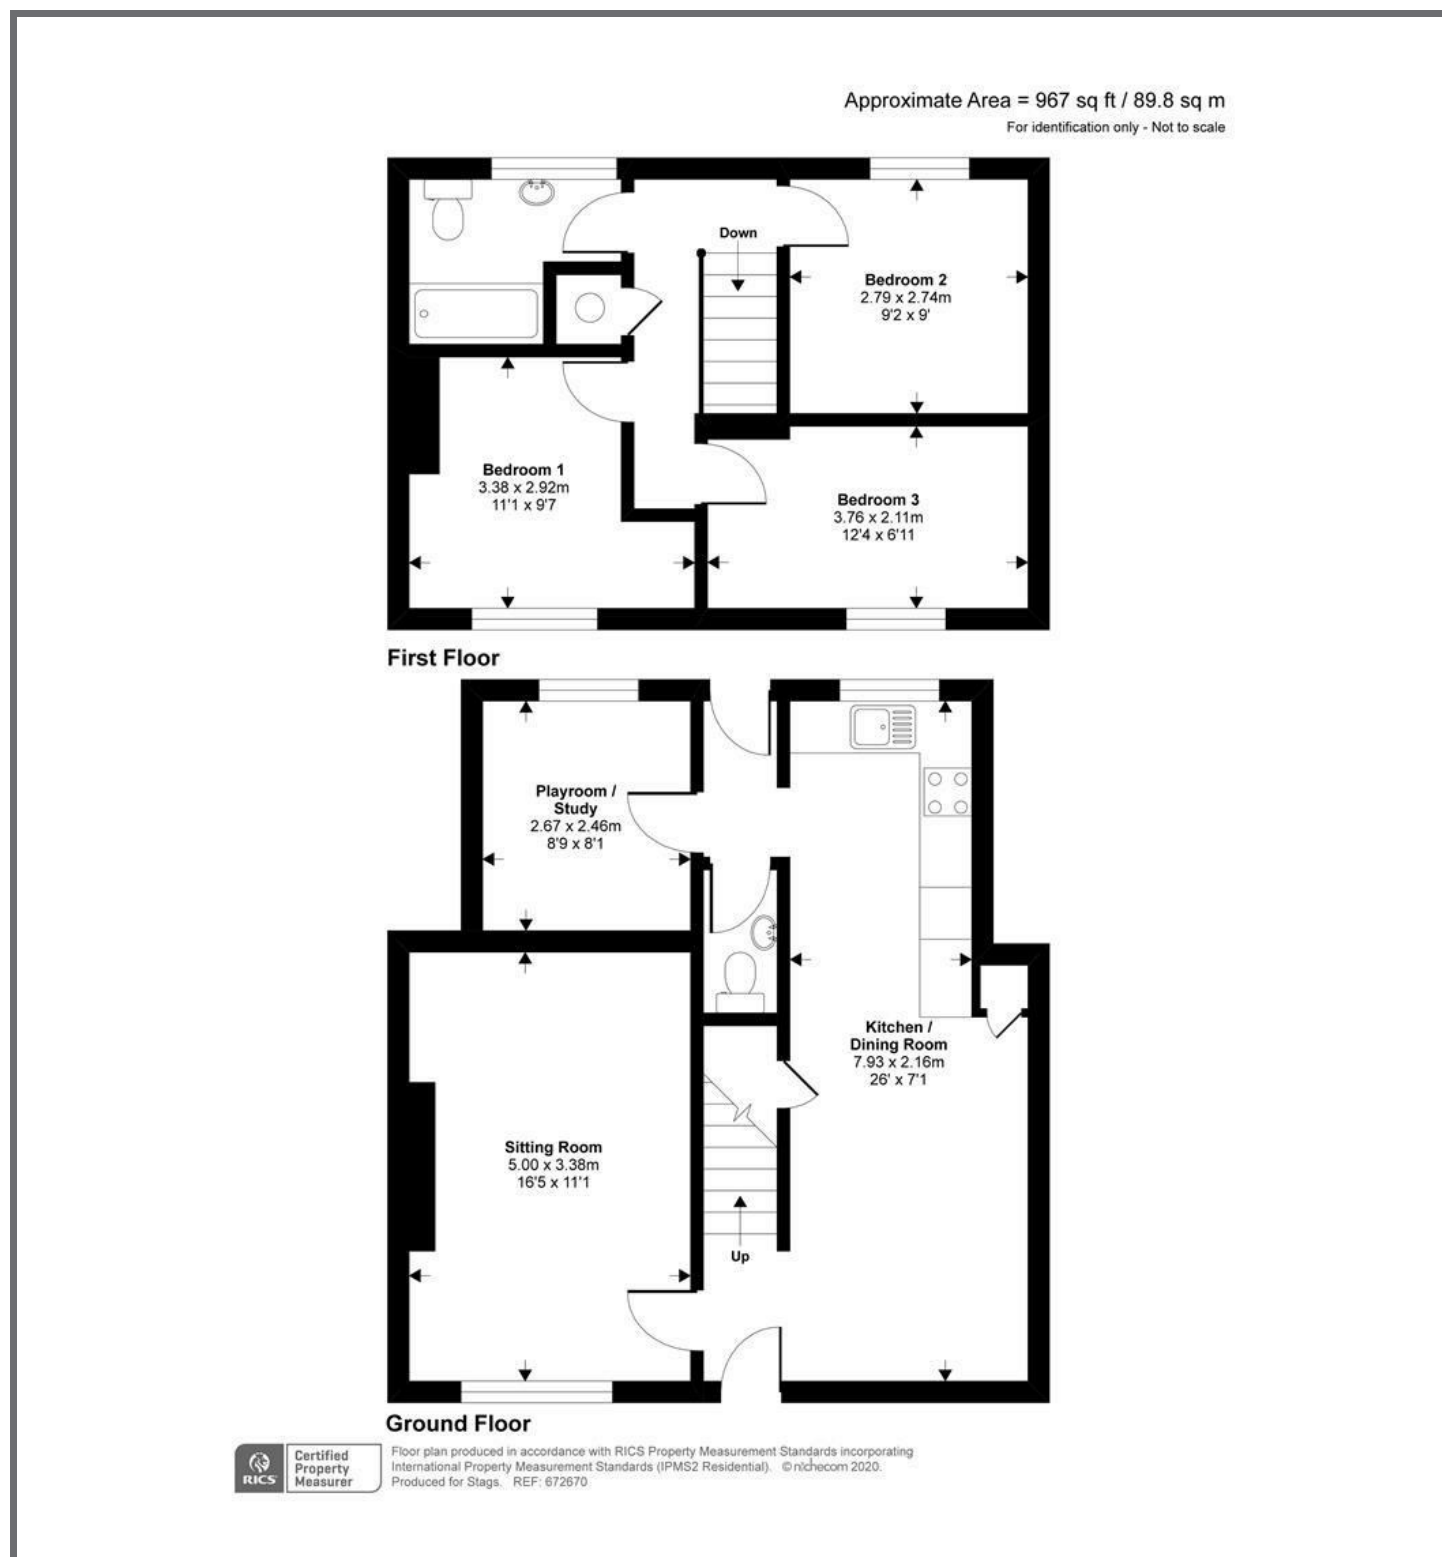 Approximate Area = 967 sq ft / 89.8 sq m
For identification only - Not to scale
Down
Bedroom 2
2.79 x 2.74m
9'2 x 9'
Bedroom 1
3.38 x 2.92m
11'1 x 9'7
Bedroom 3
3.76 x 2.11m
12'4 x 6'11
First Floor
Playroom /
Study
2.67 x 2.46m
8'9 x 8'1
Kitchen /
Dining Room
7.93 x 2.16m
26' x 7'1
Sitting Room
5.00 x 3.38m
16'5 x 11'1
Up
Ground Floor
RICS
Certified
Property
Measurer
Floor plan produced in accordance with RICS Property Measurement Standards incorporating
International Property Measurement Standards (IPMS2 Residential). © nichecom 2020.
Produced for Stags. REF: 672670